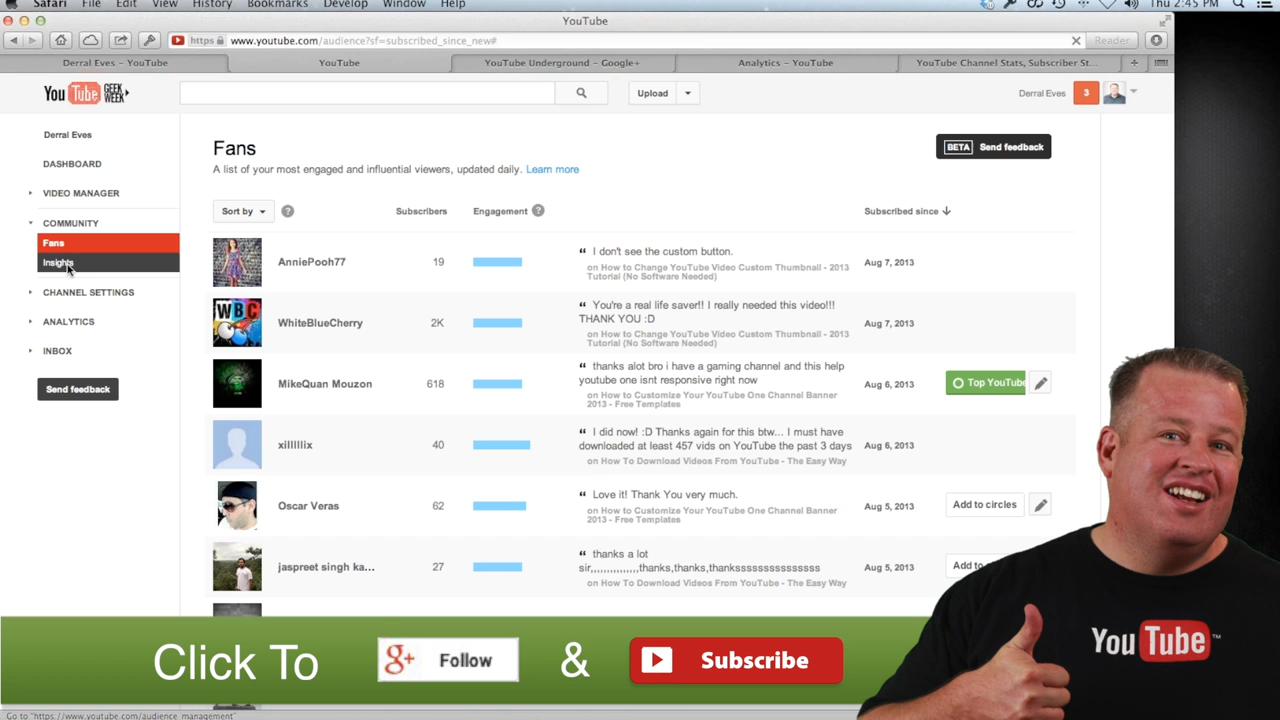 Safari File Edit View History Bookmarks Develop Window Help
Thu 2:45 PM
YouTube
https www.youtube.com/audience?sf=subscribed_since_new#
Reader
Derral Eves – YouTube
YouTube
YouTube Underground – Google+
Analytics – YouTube
YouTube Channel Stats, Subscriber St...
YouTube GEEK WEEK
Upload
Derral Eves
3
Derral Eves
DASHBOARD
VIDEO MANAGER
COMMUNITY
Fans
Insights
CHANNEL SETTINGS
ANALYTICS
INBOX
Send feedback
Fans
A list of your most engaged and influential viewers, updated daily. Learn more
BETA Send feedback
Sort by ?
Subscribers
Engagement ?
Subscribed since
AnniePooh77
19
“ I don't see the custom button.
on How to Change YouTube Video Custom Thumbnail - 2013
Tutorial (No Software Needed)
Aug 7, 2013
WBC
WhiteBlueCherry
2K
“ You're a real life saver!! I really needed this video!!!
THANK YOU :D
on How to Change YouTube Video Custom Thumbnail - 2013
Tutorial (No Software Needed)
Aug 7, 2013
MikeQuan Mouzon
618
“ thanks alot bro i have a gaming channel and this help
youtube one isnt responsive right now
on How to Customize Your YouTube One Channel Banner
2013 - Free Templates
Aug 6, 2013
Top YouTube
40
“ I did now! :D Thanks again for this btw... I must have
downloaded at least 457 vids on YouTube the past 3 days
on How To Download Videos From YouTube - The Easy Way
Aug 6, 2013
Oscar Veras
62
“ Love it! Thank You very much.
on How to Customize Your YouTube One Channel Banner
2013 - Free Templates
Aug 5, 2013
Add to circles
jaspreet singh ka...
27
“ thanks a lot
sir,,,,,,,,,,,,,,,thanks,thanks,thanksssssssssssssss
on How To Download Videos From YouTube - The Easy Way
Aug 5, 2013
Add to
Click To
g+ Follow
&
Subscribe
YouTube™
Go to "https://www.youtube.com/audience_management"